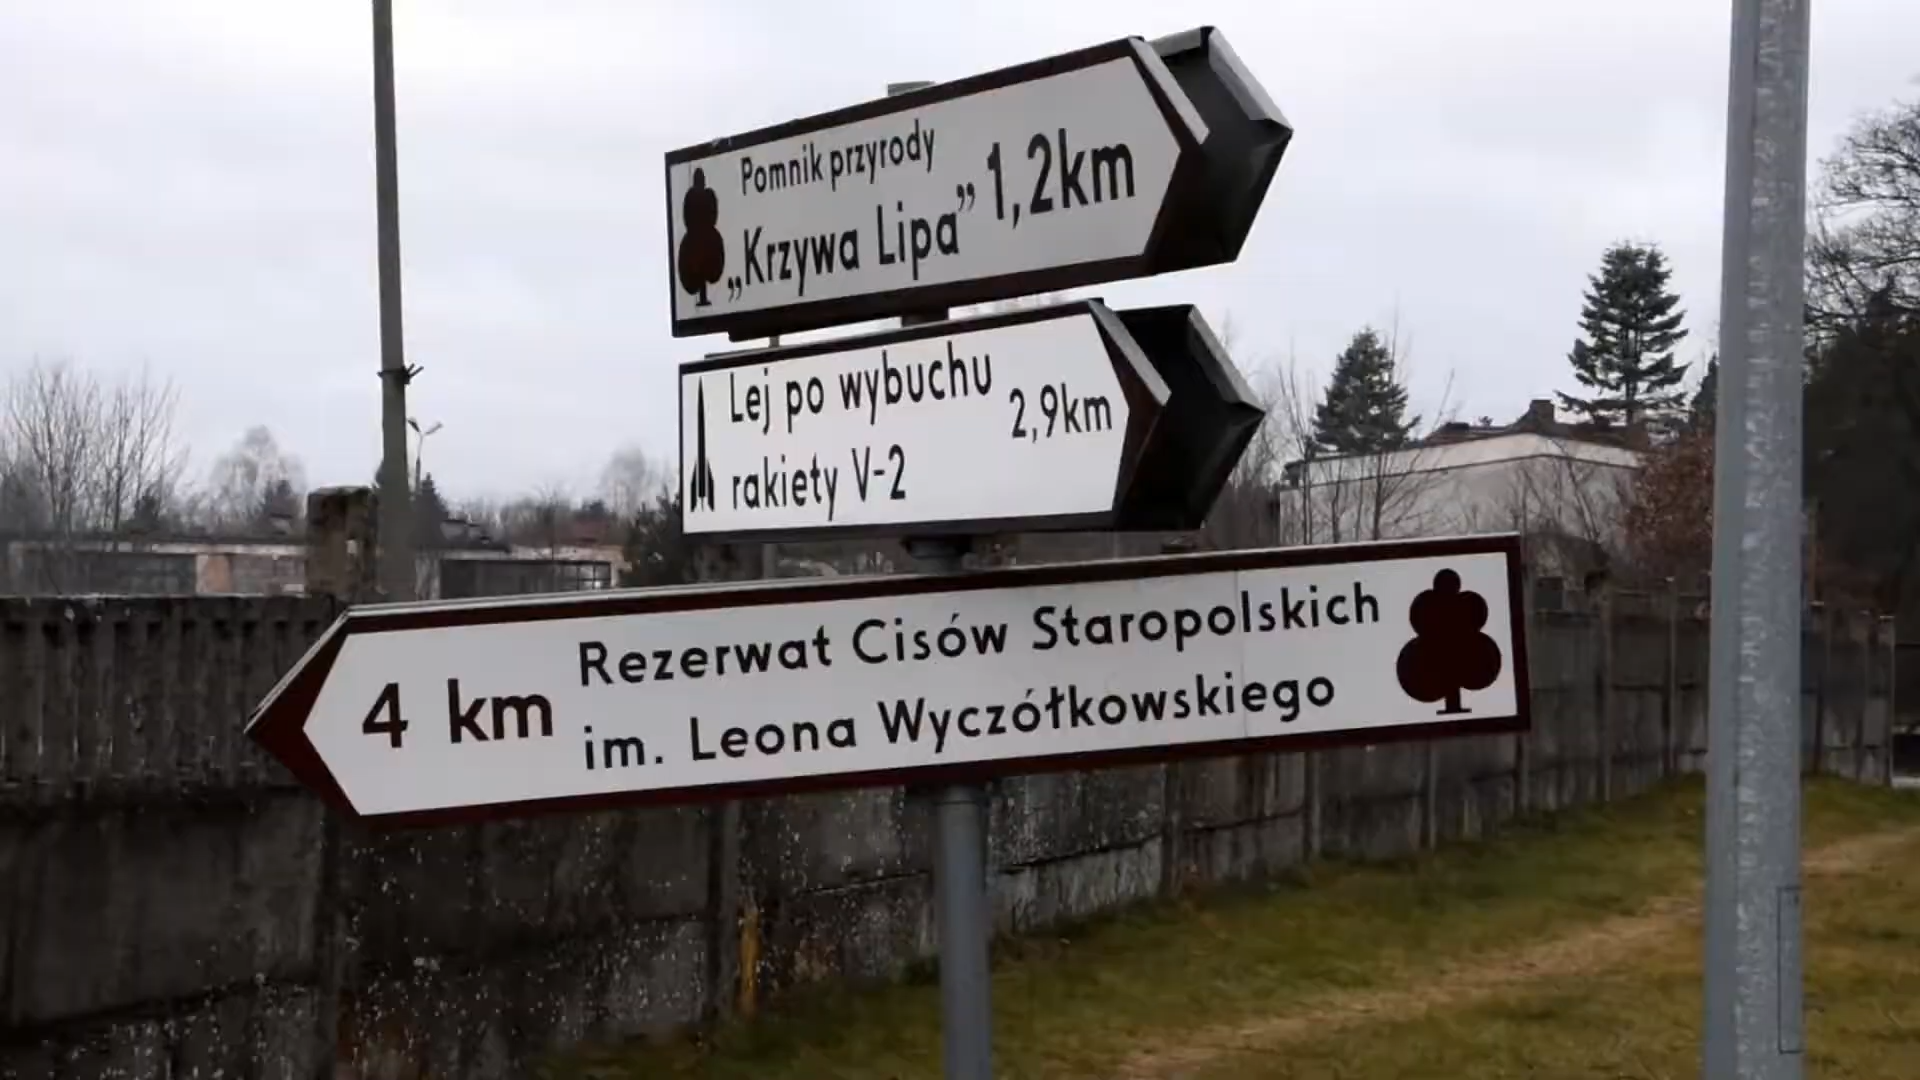 Pomnik przyrody
„Krzywa Lipa” 1,2km
Lej po wybuchu
rakiety V-2
2,9km
4 km
Rezerwat Cisów Staropolskich
im. Leona Wyczółkowskiego